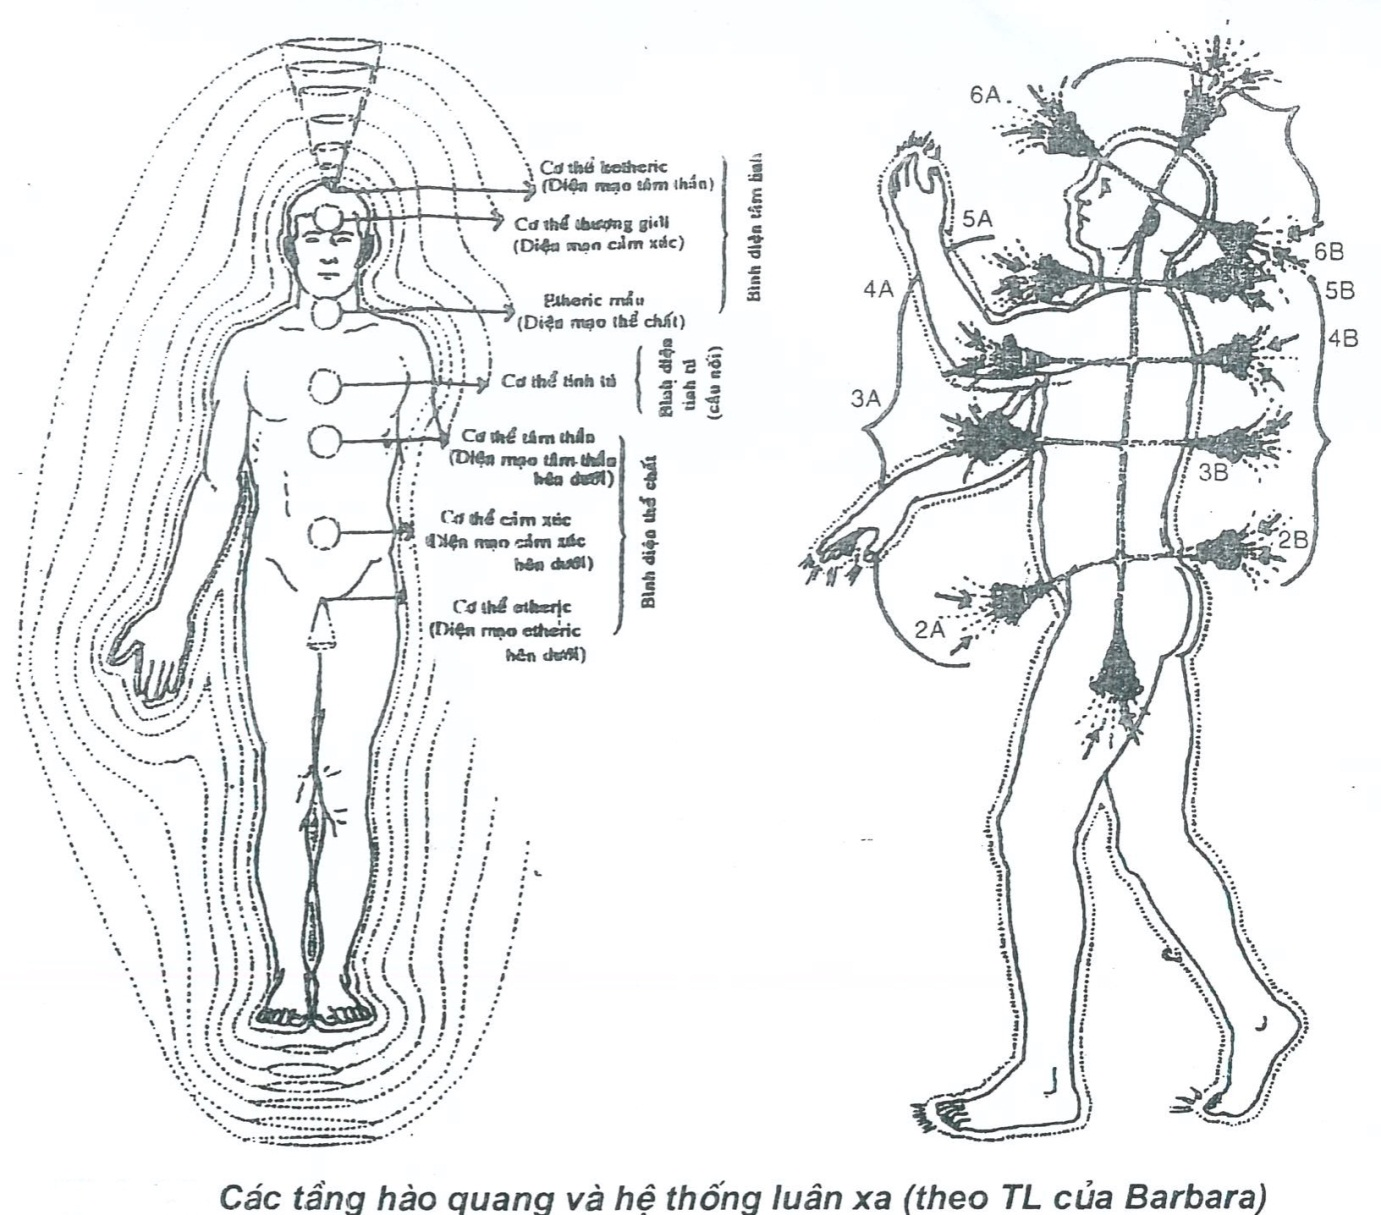 Cơ thể ketheric
(Diện mạo tâm thần)
Cơ thể thượng giới
(Diện mạo cảm xúc)
Etheric mẫu
(Diện mạo thể chất)
Bình diện tâm linh
Cơ thể tinh tú
Bình diện
tinh tú
(cầu nối)
Cơ thể tâm thần
(Diện mạo tâm thần
bên dưới)
Cơ thể cảm xúc
(Diện mạo cảm xúc
bên dưới)
Cơ thể etheric
(Diện mạo etheric
bên dưới)
Bình diện thể chất
6A
5A
4A
3A
2A
6B
5B
4B
3B
2B
Các tầng hào quang và hệ thống luân xa (theo TL của Barbara)